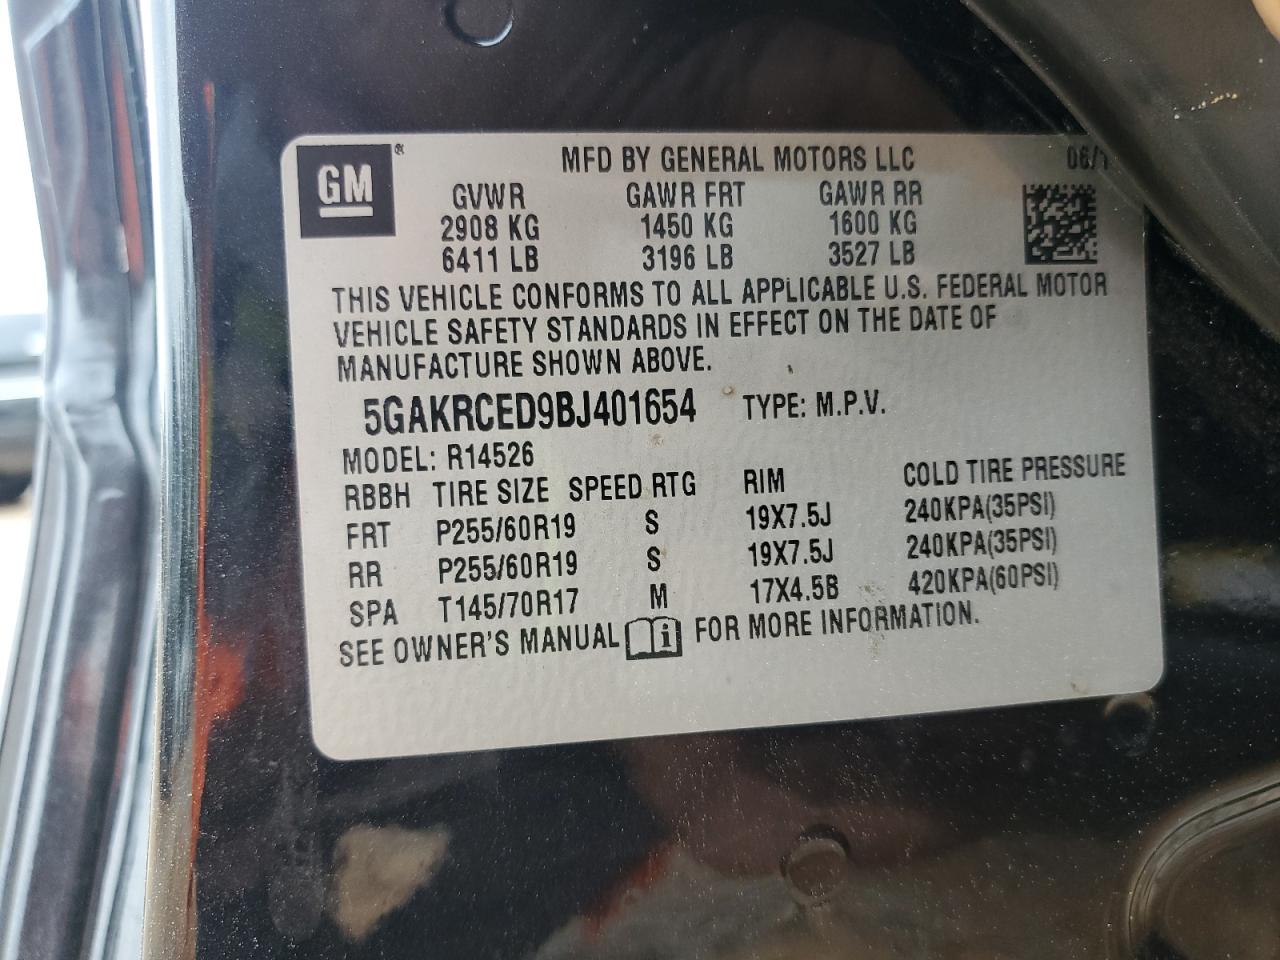 GM ® MFD BY GENERAL MOTORS LLC 06/1
GVWR GAWR FRT GAWR RR
2908 KG 1450 KG 1600 KG
6411 LB 3196 LB 3527 LB
THIS VEHICLE CONFORMS TO ALL APPLICABLE U.S. FEDERAL MOTOR
VEHICLE SAFETY STANDARDS IN EFFECT ON THE DATE OF
MANUFACTURE SHOWN ABOVE.
5GAKRCED9BJ401654 TYPE: M.P.V.
MODEL: R14526
RBBH TIRE SIZE SPEED RTG RIM COLD TIRE PRESSURE
FRT P255/60R19 S 19X7.5J 240KPA(35PSI)
RR P255/60R19 S 19X7.5J 240KPA(35PSI)
SPA T145/70R17 M 17X4.5B 420KPA(60PSI)
SEE OWNER'S MANUAL i FOR MORE INFORMATION.